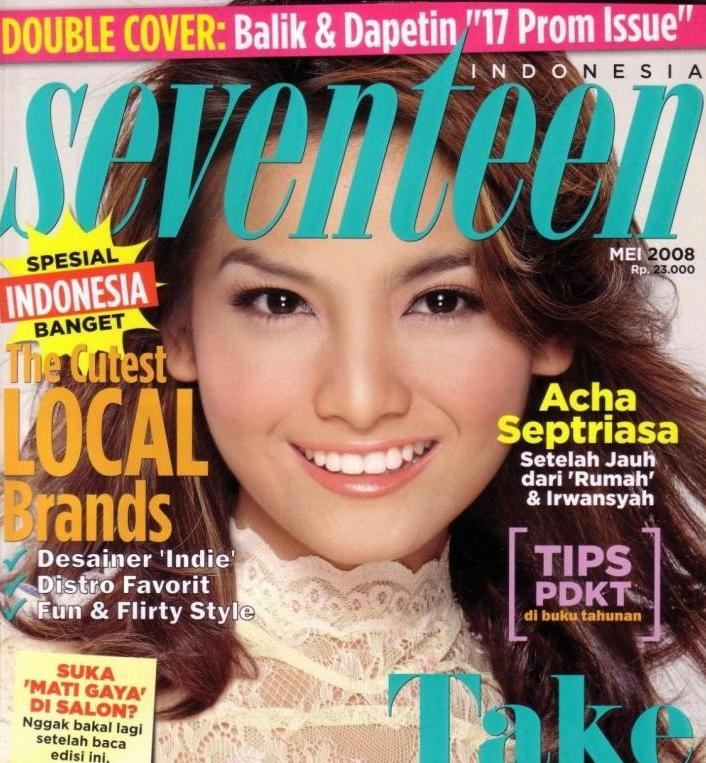 DOUBLE COVER: Balik & Dapetin "17 Prom Issue"
INDONESIA
seventeen
MEI 2008
Rp. 23.000
SPESIAL
INDONESIA
BANGET
The Cutest
LOCAL
Brands
✓ Desainer 'Indie'
✓ Distro Favorit
✓ Fun & Flirty Style
Acha
Septriasa
Setelah Jauh
dari 'Rumah'
& Irwansyah
[TIPS
PDKT
di buku tahunan]
SUKA
'MATI GAYA'
DI SALON?
Nggak bakal lagi
setelah baca
edisi ini.
Take